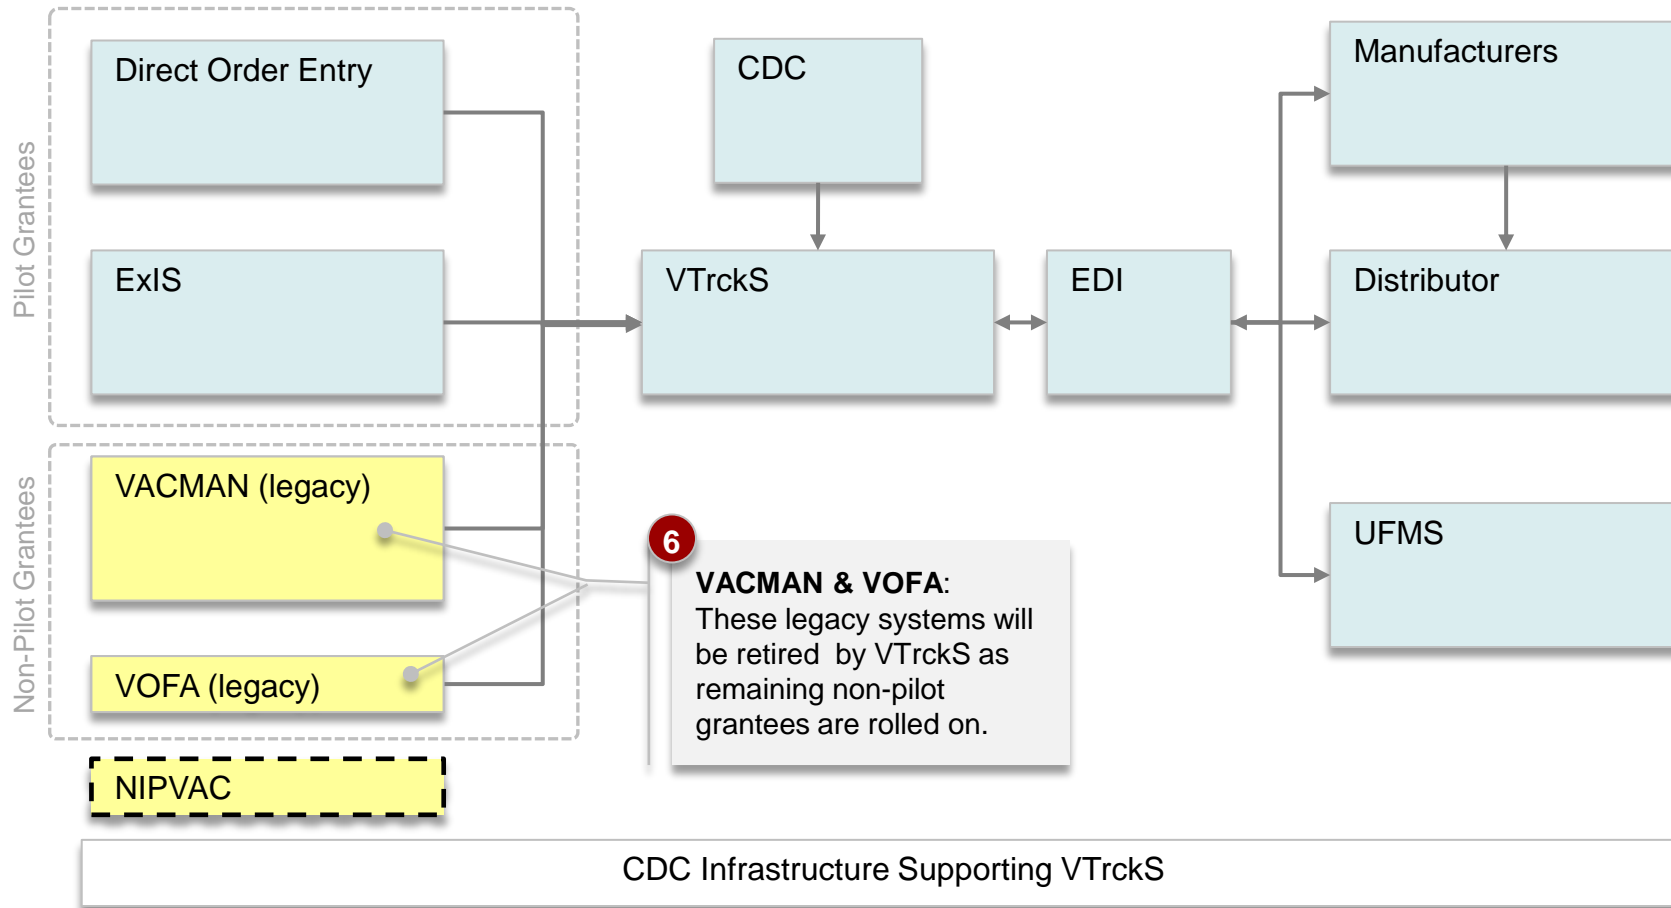 Pilot Grantees
Direct Order Entry
CDC
Manufacturers
ExIS
VTrckS
EDI
Distributor
Non-Pilot Grantees
VACMAN (legacy)
VOFA (legacy)
6
VACMAN & VOFA:
These legacy systems will
be retired  by VTrckS as
remaining non-pilot
grantees are rolled on.
UFMS
NIPVAC
CDC Infrastructure Supporting VTrckS